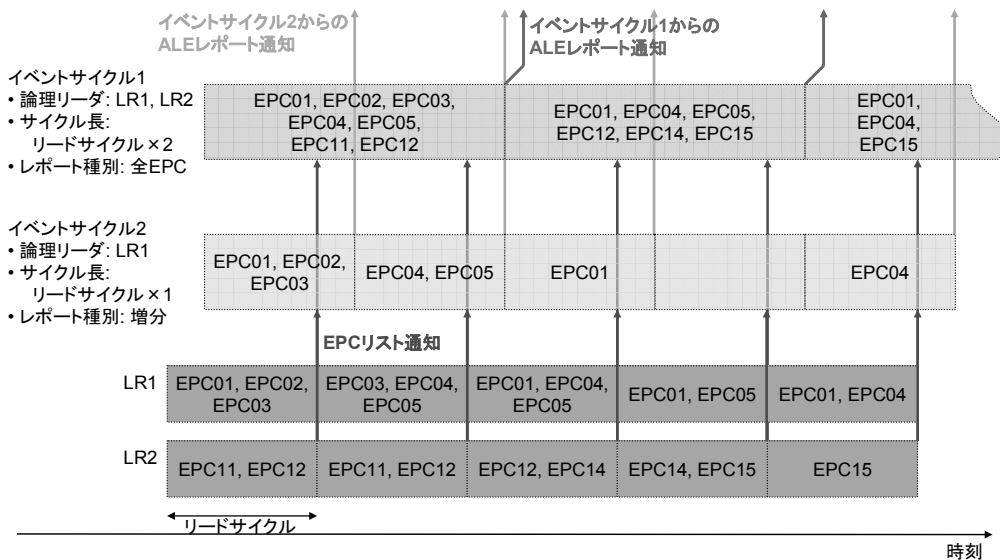 イベントサイクル2からの
ALEレポート通知
イベントサイクル1からの
ALEレポート通知
イベントサイクル1
• 論理リーダ: LR1, LR2
• サイクル長:
リードサイクル×2
• レポート種別: 全EPC
EPC01, EPC02, EPC03,
EPC04, EPC05,
EPC11, EPC12
EPC01, EPC04, EPC05,
EPC12, EPC14, EPC15
EPC01,
EPC04,
EPC15
イベントサイクル2
• 論理リーダ: LR1
• サイクル長:
リードサイクル×1
• レポート種別: 増分
EPC01, EPC02,
EPC03
EPC04, EPC05
EPC01
EPC04
EPCリスト通知
LR1
EPC01, EPC02,
EPC03
EPC03, EPC04,
EPC05
EPC01, EPC04,
EPC05
EPC01, EPC05
EPC01, EPC04
LR2
EPC11, EPC12
EPC11, EPC12
EPC12, EPC14
EPC14, EPC15
EPC15
リードサイクル
時刻